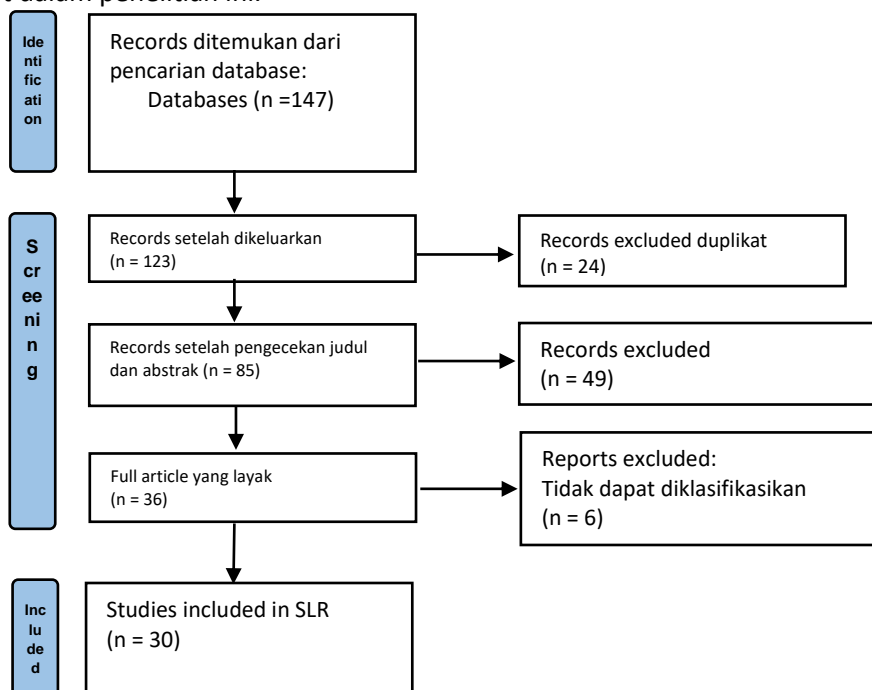 dalam penelitian ini.
Ide
nti
fic
ati
on
Records ditemukan dari
pencarian database:
Databases (n =147)
S
cr
ee
ni
n
g
Records setelah dikeluarkan
(n = 123)
Records excluded duplikat
(n = 24)
Records setelah pengecekan judul
dan abstrak (n = 85)
Records excluded
(n = 49)
Full article yang layak
(n = 36)
Reports excluded:
Tidak dapat diklasifikasikan
(n = 6)
Inc
lu
de
d
Studies included in SLR
(n = 30)